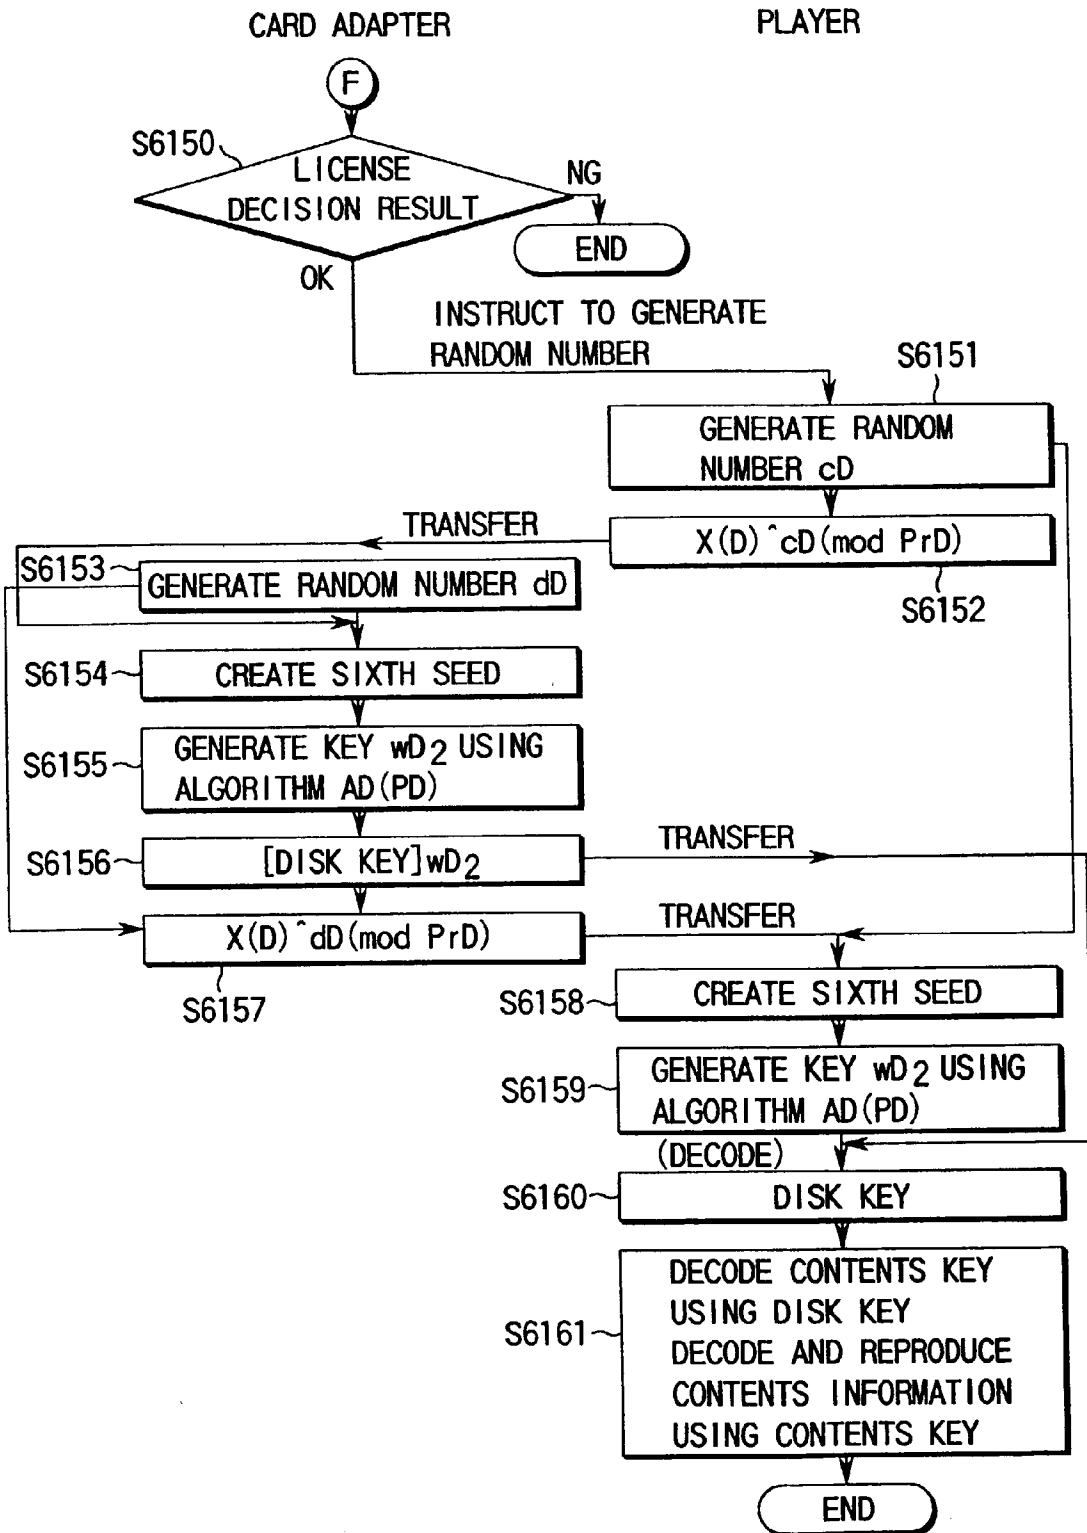 CARD ADAPTER
PLAYER
F
S6150
LICENSE
DECISION RESULT
NG
END
OK
INSTRUCT TO GENERATE
RANDOM NUMBER
S6151
GENERATE RANDOM
NUMBER cD
TRANSFER
X(D)^cD(mod PrD)
S6152
S6153
GENERATE RANDOM NUMBER dD
S6154
CREATE SIXTH SEED
S6155
GENERATE KEY wD2 USING
ALGORITHM AD(PD)
S6156
[DISK KEY]wD2
TRANSFER
X(D)^dD(mod PrD)
TRANSFER
S6157
S6158
CREATE SIXTH SEED
S6159
GENERATE KEY wD2 USING
ALGORITHM AD(PD)
(DECODE)
S6160
DISK KEY
S6161
DECODE CONTENTS KEY
USING DISK KEY
DECODE AND REPRODUCE
CONTENTS INFORMATION
USING CONTENTS KEY
END